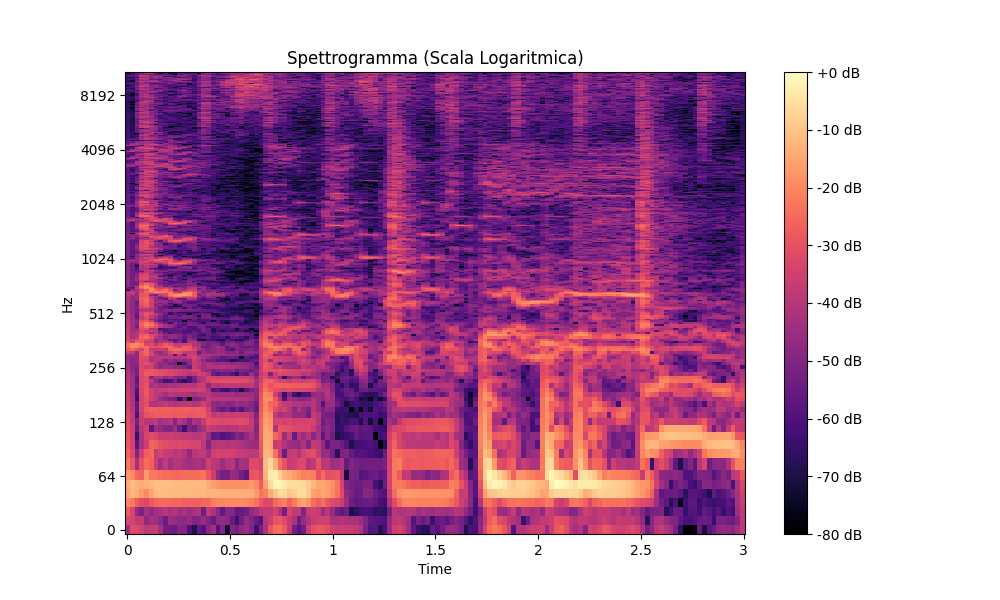 Spettrogramma (Scala Logaritmica)
Hz
8192
4096
2048
1024
512
256
128
64
0
0 0.5 1 1.5 2 2.5 3
Time
+0 dB
-10 dB
-20 dB
-30 dB
-40 dB
-50 dB
-60 dB
-70 dB
-80 dB